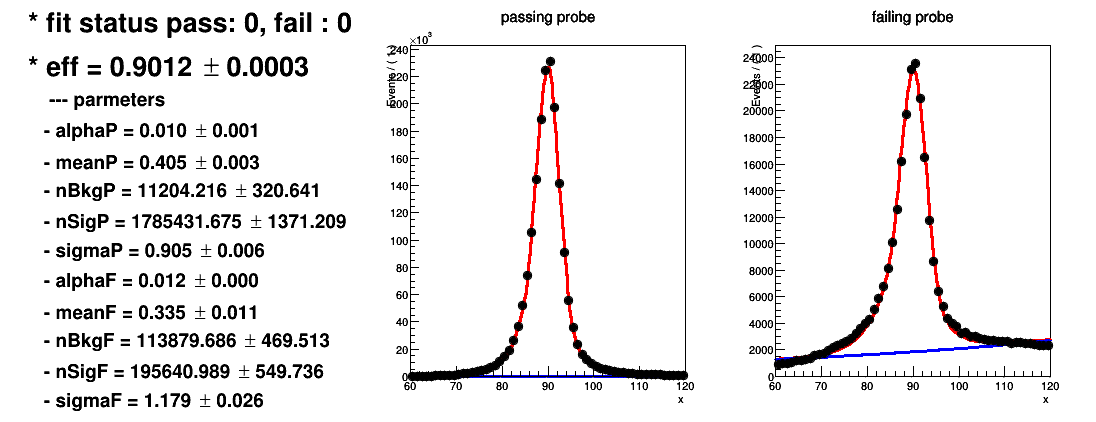 * fit status pass: 0, fail : 0
* eff = 0.9012 ± 0.0003
--- parmeters
- alphaP = 0.010 ± 0.001
- meanP = 0.405 ± 0.003
- nBkgP = 11204.216 ± 320.641
- nSigP = 1785431.675 ± 1371.209
- sigmaP = 0.905 ± 0.006
- alphaF = 0.012 ± 0.000
- meanF = 0.335 ± 0.011
- nBkgF = 113879.686 ± 469.513
- nSigF = 195640.989 ± 549.736
- sigmaF = 1.179 ± 0.026
passing probe
×10³
Events / ( 1 )
240
220
200
180
160
140
120
100
80
60
40
20
0
60 70 80 90 100 110 120
x
failing probe
Events / ( 1 )
24000
22000
20000
18000
16000
14000
12000
10000
8000
6000
4000
2000
0
60 70 80 90 100 110 120
x